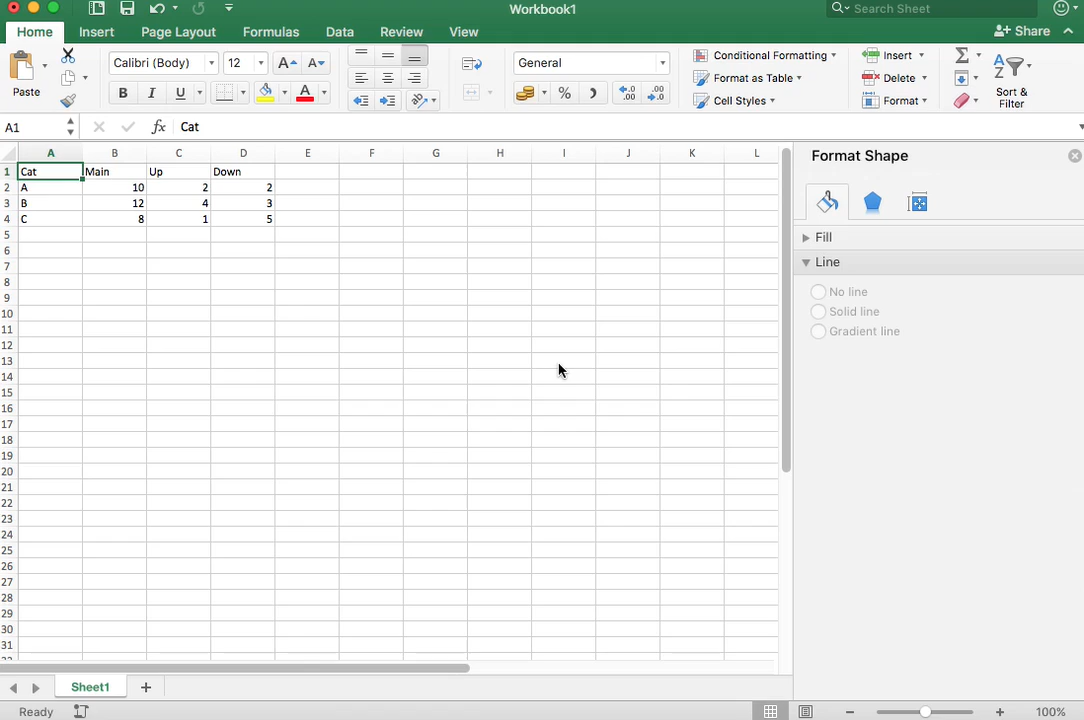 Workbook1
Search Sheet
Home Insert Page Layout Formulas Data Review View
Share
Paste
Calibri (Body) 12
B I U A
General
%
Conditional Formatting
Format as Table
Cell Styles
Insert
Delete
Format
Sort & Filter
A1 fx Cat
A B C D E F G H I J K L
1 Cat Main Up Down
2 A 10 2 2
3 B 12 4 3
4 C 8 1 5
5
6
7
8
9
10
11
12
13
14
15
16
17
18
19
20
21
22
23
24
25
26
27
28
29
30
31
Format Shape
Fill
Line
No line
Solid line
Gradient line
Sheet1
Ready
100%